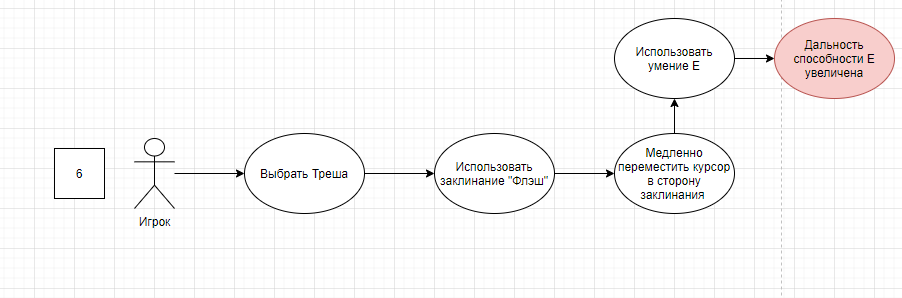 6
Игрок
Выбрать Треша
Использовать
заклинание "Флэш"
Медленно
переместить курсор
в сторону
заклинания
Использовать
умение Е
Дальность
способности Е
увеличена